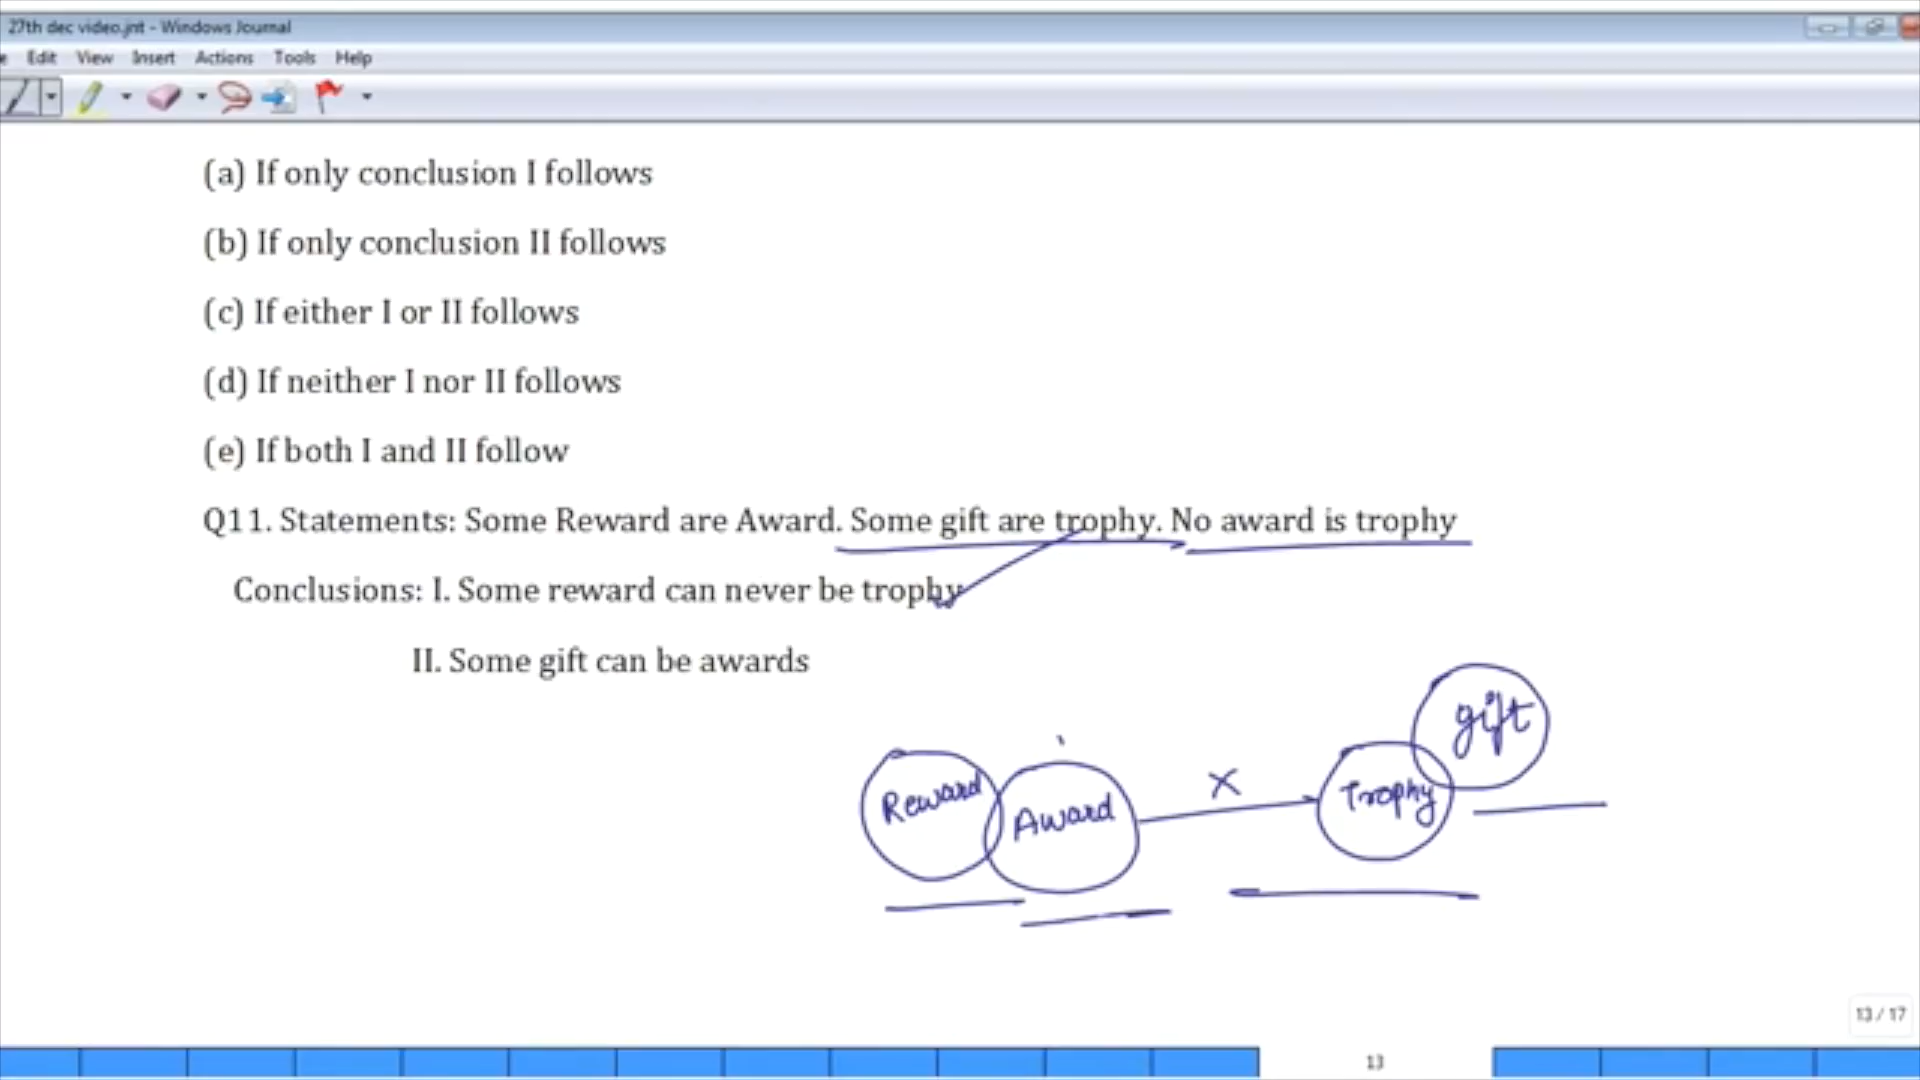 27th dec video.jnt - Windows Journal
e Edit View Insert Actions Tools Help
(a) If only conclusion I follows
(b) If only conclusion II follows
(c) If either I or II follows
(d) If neither I nor II follows
(e) If both I and II follow
Q11. Statements: Some Reward are Award. Some gift are trophy. No award is trophy
Conclusions: I. Some reward can never be trophy
II. Some gift can be awards
gift
Reward Award X Trophy
13 / 17
13